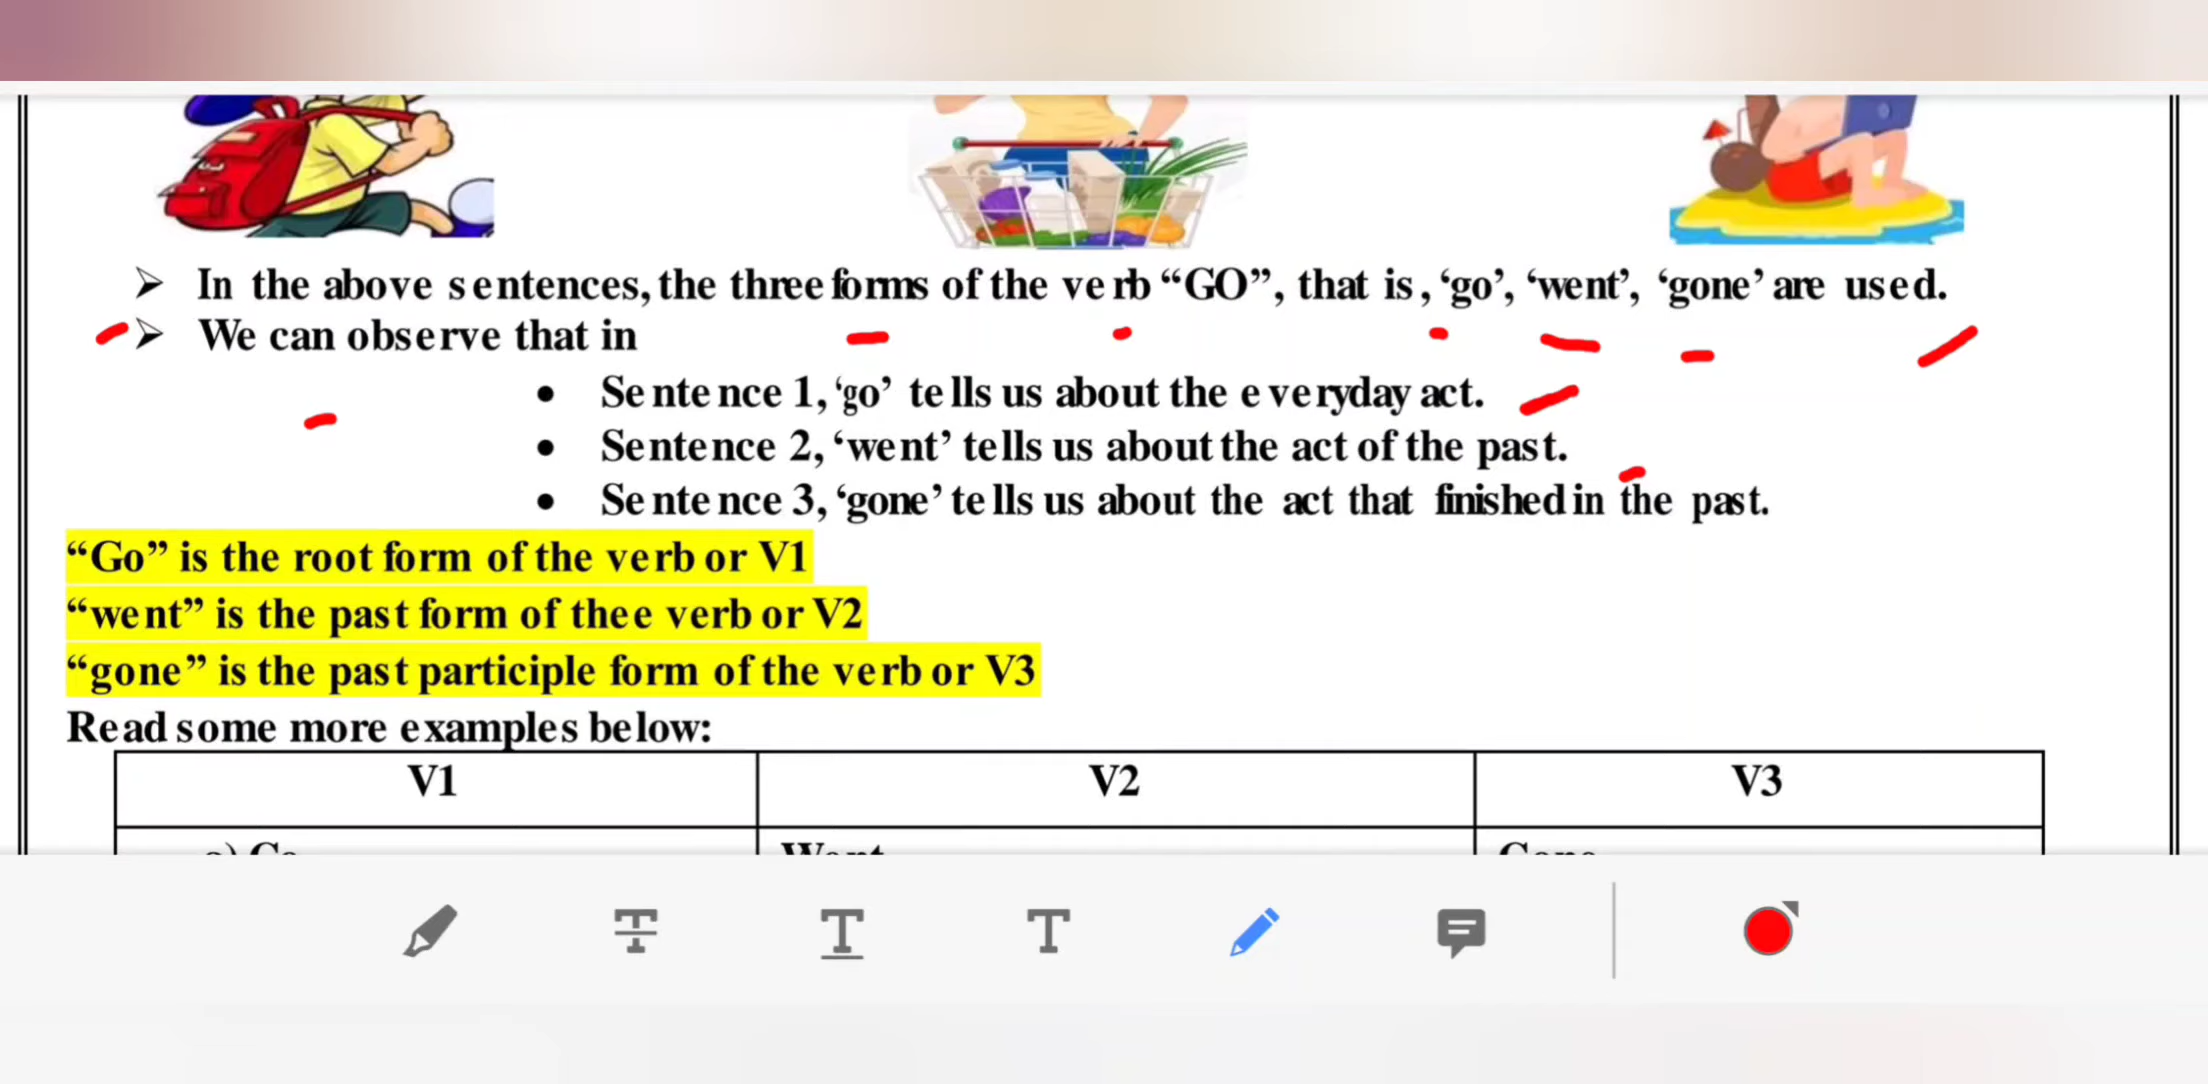 ➢ In the above sentences, the three forms of the verb “GO”, that is, ‘go’, ‘went’, ‘gone’ are used.
➢ We can observe that in
• Sentence 1, ‘go’ tells us about the everyday act.
• Sentence 2, ‘went’ tells us about the act of the past.
• Sentence 3, ‘gone’ tells us about the act that finished in the past.
“Go” is the root form of the verb or V1
“went” is the past form of thee verb or V2
“gone” is the past participle form of the verb or V3
Read some more examples below:
V1 V2 V3
a) Go Went Gone